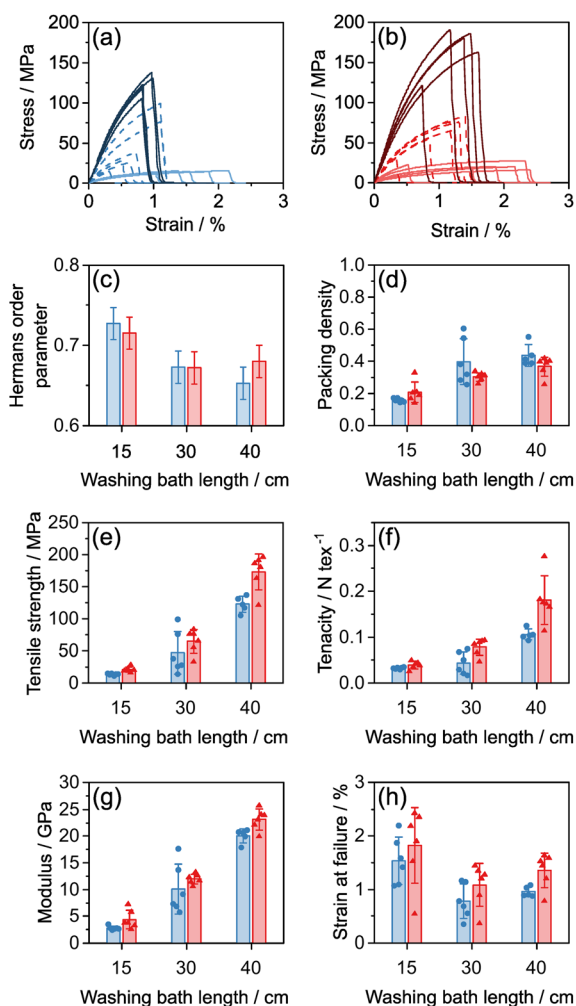 (a)
Stress / MPa
200
150
100
50
0
0 1 2 3
Strain / %
(b)
Stress / MPa
200
150
100
50
0
0 1 2 3
Strain / %
(c)
Hermans order
parameter
0.8
0.7
0.6
15 30 40
Washing bath length / cm
(d)
Packing density
1.0
0.8
0.6
0.4
0.2
0.0
15 30 40
Washing bath length / cm
(e)
Tensile strength / MPa
250
200
150
100
50
0
15 30 40
Washing bath length / cm
(f)
Tenacity / N tex⁻¹
0.3
0.2
0.1
0.0
15 30 40
Washing bath length / cm
(g)
Modulus / GPa
30
25
20
15
10
5
0
15 30 40
Washing bath length / cm
(h)
Strain at failure / %
3
2
1
0
15 30 40
Washing bath length / cm